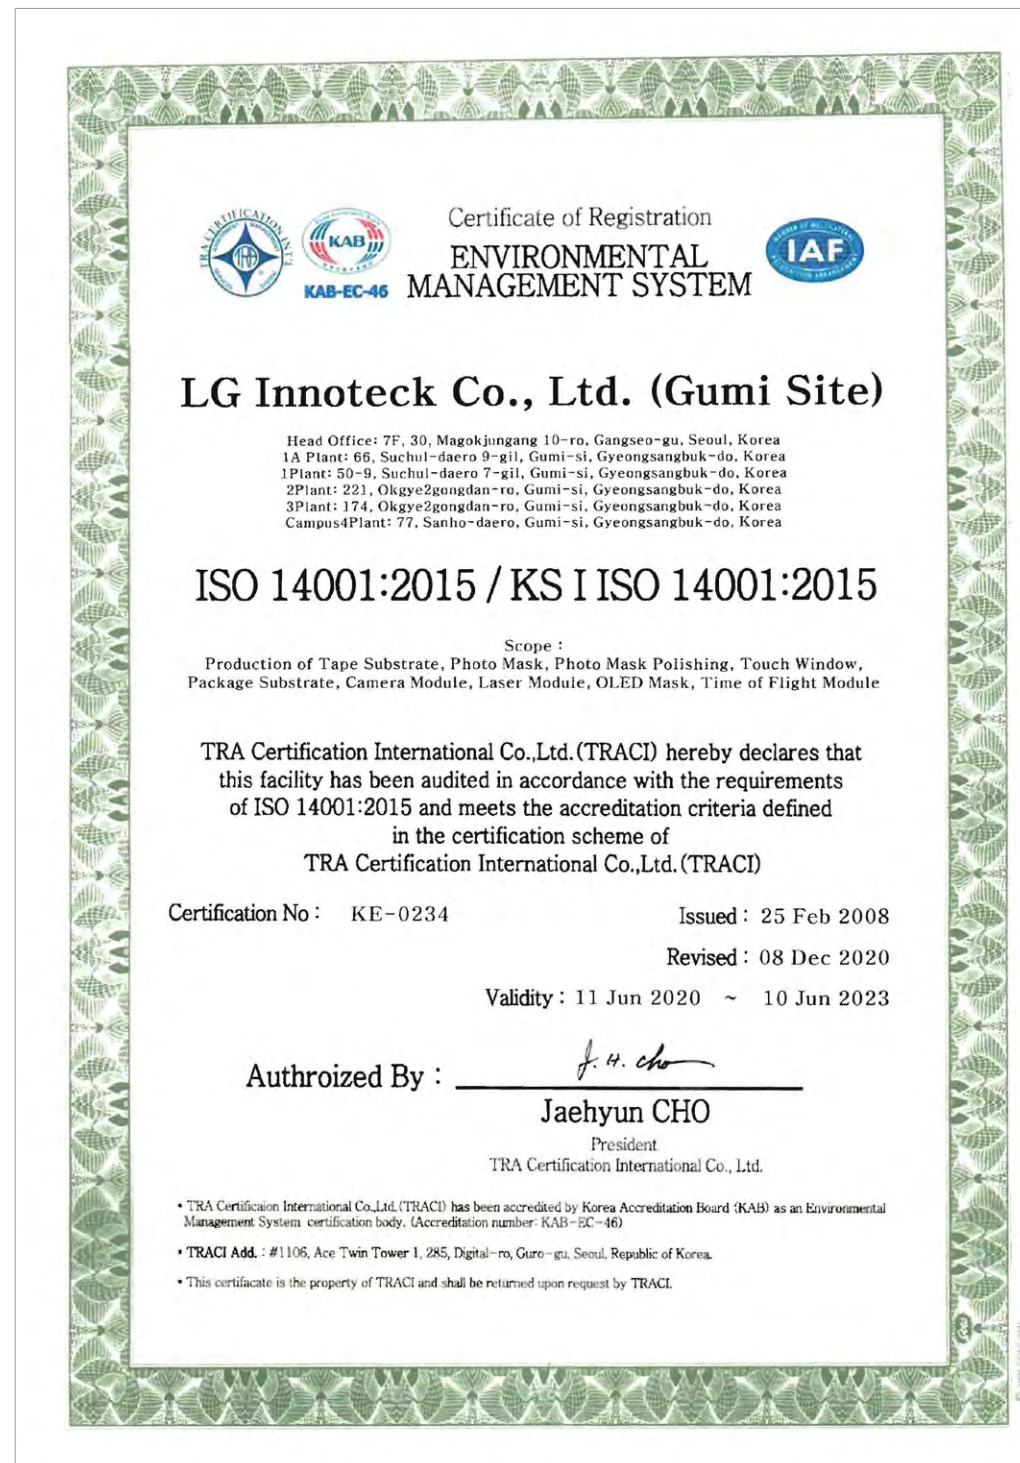 TRA CERTIFICATION INT'L
KAB
KAB-EC-46
Certificate of Registration
ENVIRONMENTAL
MANAGEMENT SYSTEM
IAF
LG Innoteck Co., Ltd. (Gumi Site)
Head Office: 7F, 30, Magokjungang 10-ro, Gangseo-gu, Seoul, Korea
1A Plant: 66, Suchul-daero 9-gil, Gumi-si, Gyeongsangbuk-do, Korea
1Plant: 50-9, Suchul-daero 7-gil, Gumi-si, Gyeongsangbuk-do, Korea
2Plant: 221, Okgye2gongdan-ro, Gumi-si, Gyeongsangbuk-do, Korea
3Plant: 174, Okgye2gongdan-ro, Gumi-si, Gyeongsangbuk-do, Korea
Campus4Plant: 77, Sanho-daero, Gumi-si, Gyeongsangbuk-do, Korea
ISO 14001:2015 / KS I ISO 14001:2015
Scope :
Production of Tape Substrate, Photo Mask, Photo Mask Polishing, Touch Window,
Package Substrate, Camera Module, Laser Module, OLED Mask, Time of Flight Module
TRA Certification International Co.,Ltd.(TRACI) hereby declares that
this facility has been audited in accordance with the requirements
of ISO 14001:2015 and meets the accreditation criteria defined
in the certification scheme of
TRA Certification International Co.,Ltd.(TRACI)
Certification No : KE-0234
Issued : 25 Feb 2008
Revised : 08 Dec 2020
Validity : 11 Jun 2020 ~ 10 Jun 2023
J. H. cho
Authroized By :
Jaehyun CHO
President
TRA Certification International Co., Ltd.
• TRA Certificaion International Co.,Ltd.(TRACI) has been accredited by Korea Accreditation Board (KAB) as an Environmental
Management System certification body. (Accreditation number: KAB-EC-46)
• TRACI Add. : #1106, Ace Twin Tower 1, 285, Digital-ro, Guro-gu, Seoul, Republic of Korea.
• This certifacate is the property of TRACI and shall be returned upon request by TRACI.